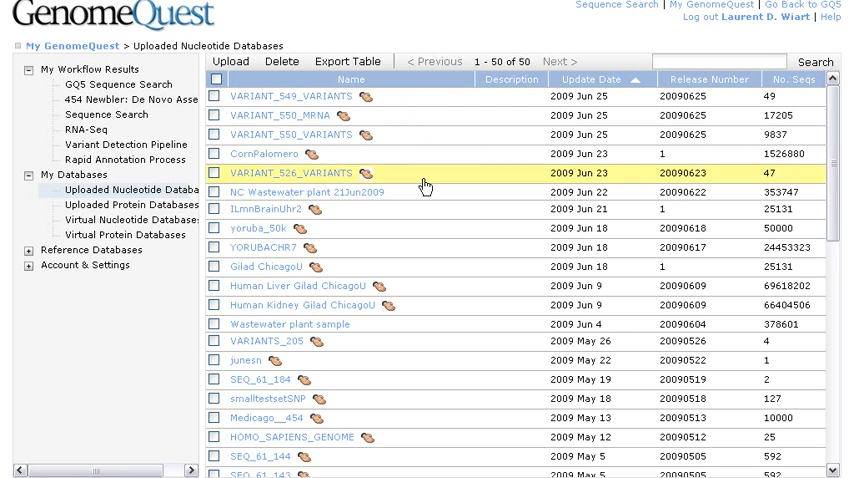 GenomeQuest
Sequence Search | My GenomeQuest | Go Back to GQ5
Log out Laurent D. Wiart | Help
My GenomeQuest > Uploaded Nucleotide Databases
My Workflow Results
GQ5 Sequence Search
454 Newbler: De Novo Asse
Sequence Search
RNA-Seq
Variant Detection Pipeline
Rapid Annotation Process
My Databases
Uploaded Nucleotide Databa
Uploaded Protein Databases
Virtual Nucleotide Database
Virtual Protein Databases
Reference Databases
Account & Settings
Upload Delete Export Table < Previous 1 - 50 of 50 Next > Search
Name Description Update Date Release Number No. Seqs
VARIANT_549_VARIANTS 2009 Jun 25 20090625 49
VARIANT_550_MRNA 2009 Jun 25 20090625 17205
VARIANT_550_VARIANTS 2009 Jun 25 20090625 9837
CornPalomero 2009 Jun 23 1 1526880
VARIANT_526_VARIANTS 2009 Jun 23 20090623 47
NC Wastewater plant 21Jun2009 2009 Jun 22 20090622 353747
ILmnBrainUhr2 2009 Jun 21 1 25131
yoruba_50k 2009 Jun 18 20090618 50000
YORUBACHR7 2009 Jun 18 20090617 24453323
Gilad ChicagoU 2009 Jun 18 1 25131
Human Liver Gilad ChicagoU 2009 Jun 9 20090609 69618202
Human Kidney Gilad ChicagoU 2009 Jun 9 20090609 66404506
Wastewater plant sample 2009 Jun 4 20090604 378601
VARIANTS_205 2009 May 26 20090526 4
junesn 2009 May 22 20090522 1
SEQ_61_184 2009 May 19 20090519 2
smalltestsetSNP 2009 May 18 20090518 127
Medicago__454 2009 May 13 20090513 10000
HOMO_SAPIENS_GENOME 2009 May 12 20090512 25
SEQ_61_144 2009 May 5 20090505 592
SEQ_61_143 2009 May 5 20090505 592